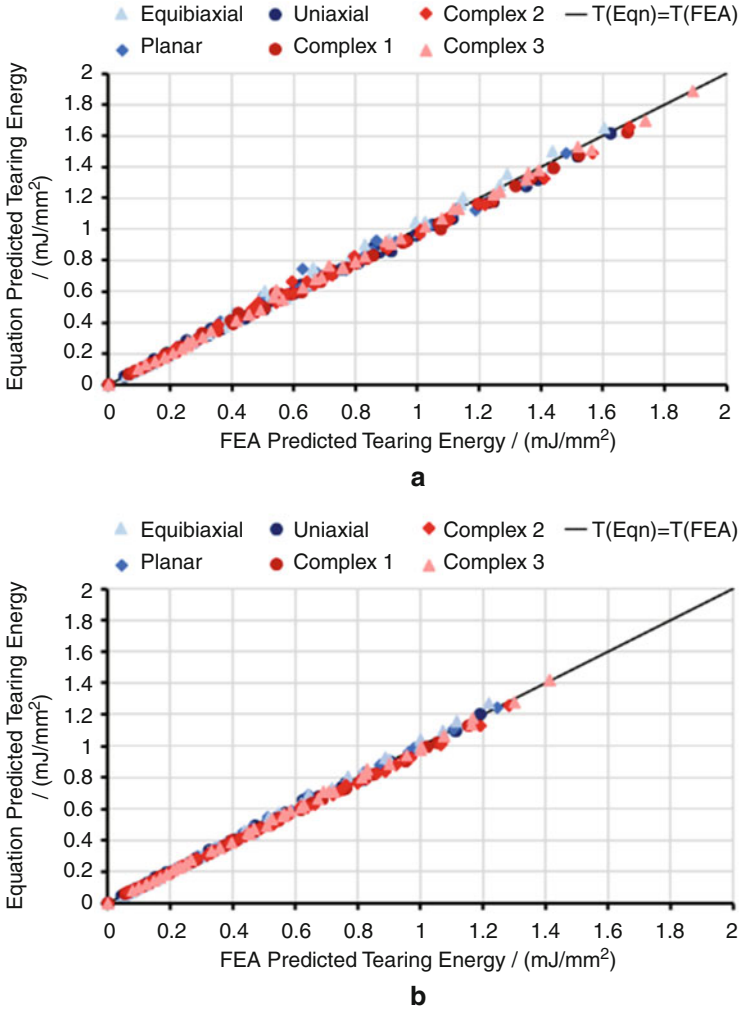 Equibiaxial Uniaxial Complex 2 T(Eqn)=T(FEA)
Planar Complex 1 Complex 3
Equation Predicted Tearing Energy
/ (mJ/mm²)
2
1.8
1.6
1.4
1.2
1
0.8
0.6
0.4
0.2
0
0 0.2 0.4 0.6 0.8 1 1.2 1.4 1.6 1.8 2
FEA Predicted Tearing Energy / (mJ/mm²)
a
Equibiaxial Uniaxial Complex 2 T(Eqn)=T(FEA)
Planar Complex 1 Complex 3
Equation Predicted Tearing Energy
/ (mJ/mm²)
2
1.8
1.6
1.4
1.2
1
0.8
0.6
0.4
0.2
0
0 0.2 0.4 0.6 0.8 1 1.2 1.4 1.6 1.8 2
FEA Predicted Tearing Energy / (mJ/mm²)
b